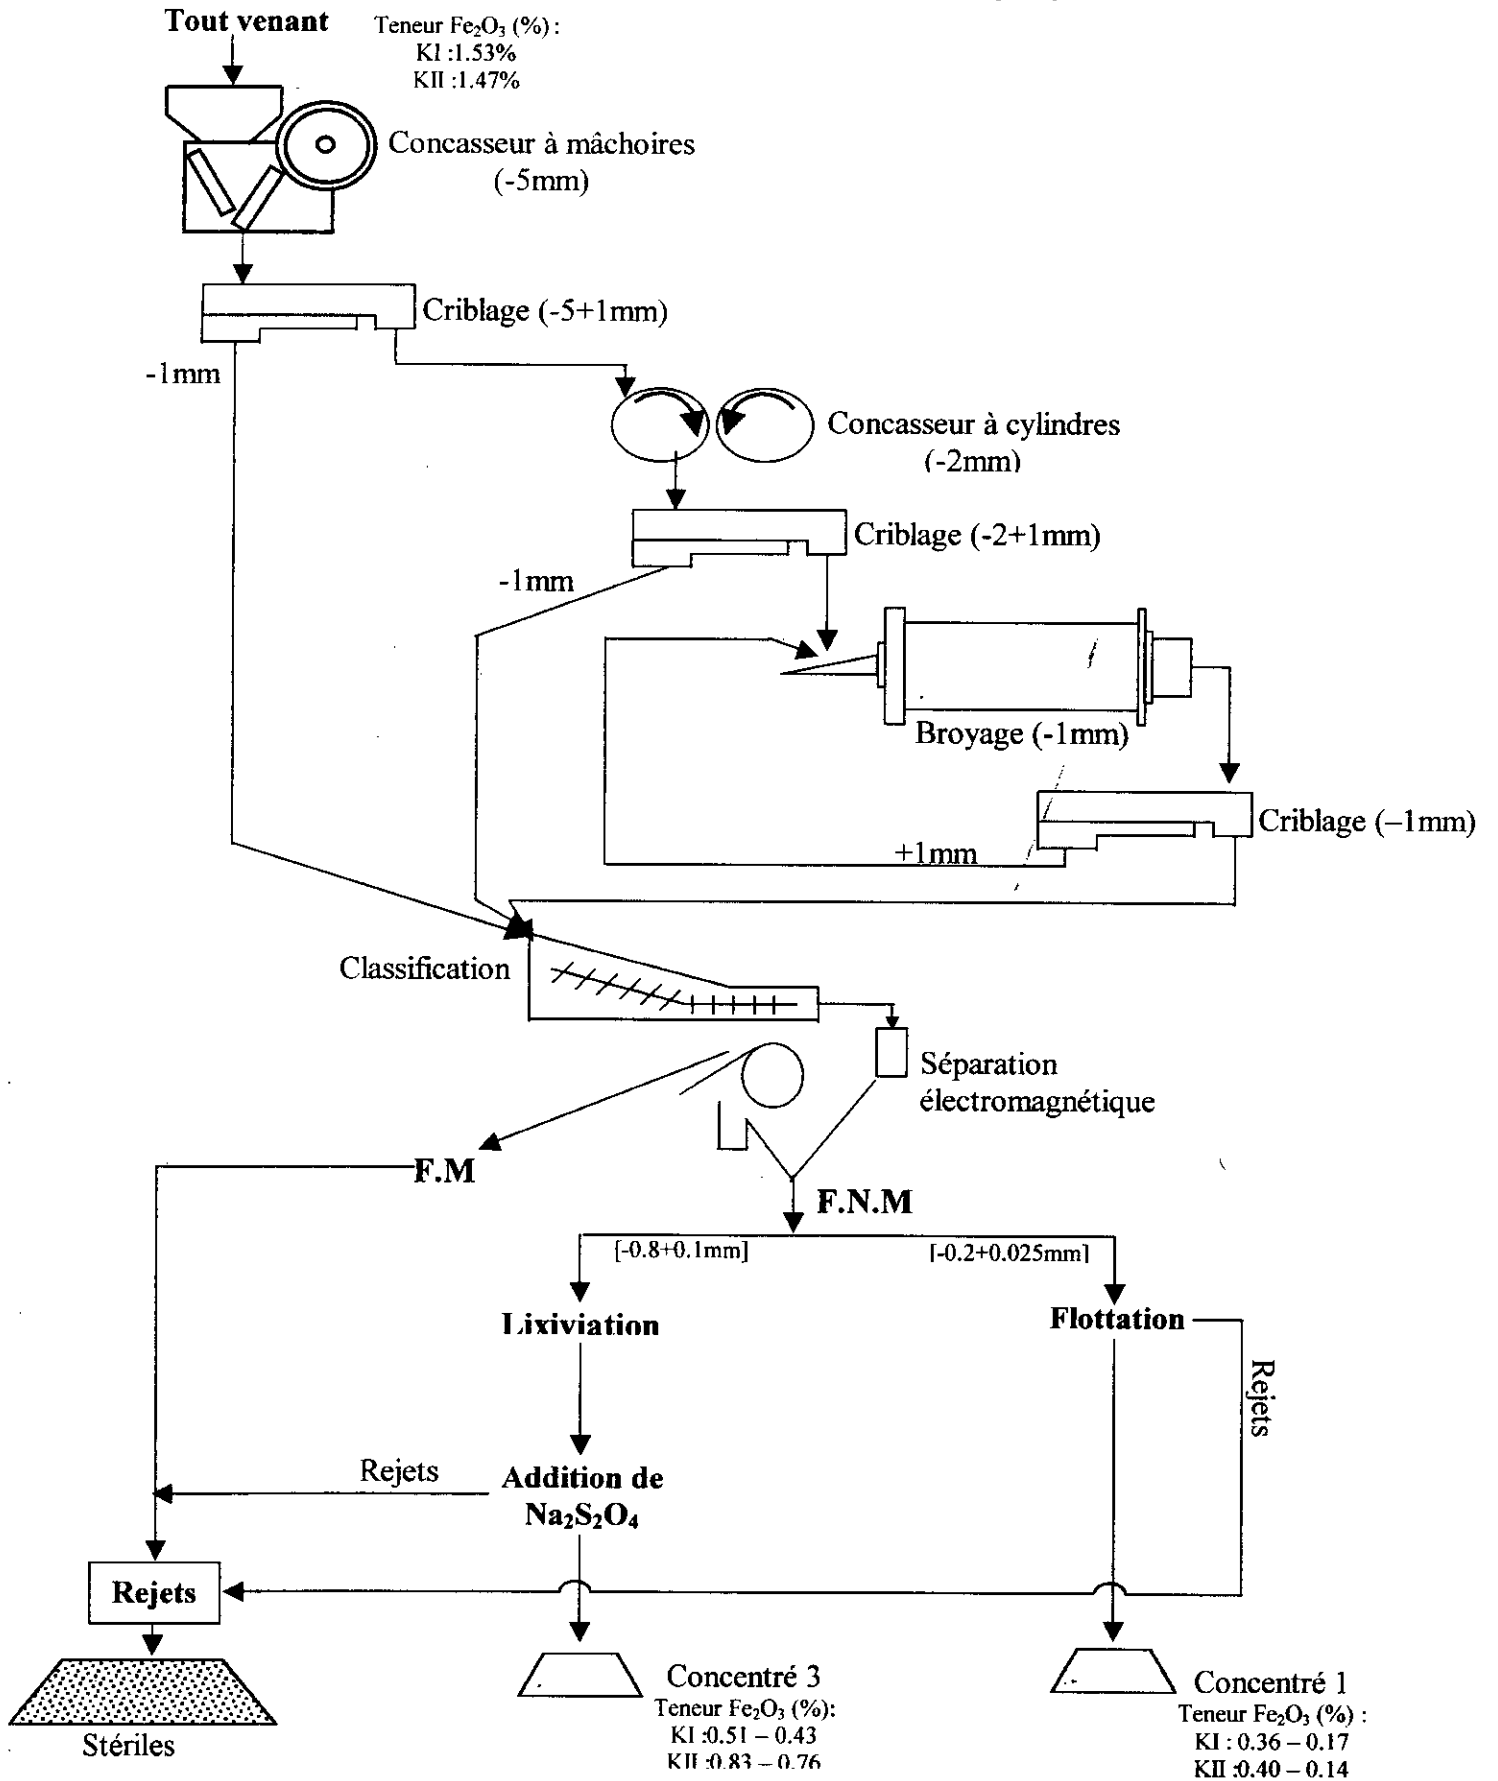 Tout venant
Teneur Fe₂O₃ (%) :
KI :1.53%
KII :1.47%
Concasseur à mâchoires
(-5mm)
Criblage (-5+1mm)
-1mm
Concasseur à cylindres
(-2mm)
Criblage (-2+1mm)
-1mm
Broyage (-1mm)
Criblage (–1mm)
+1mm
Classification
Séparation
électromagnétique
F.M
F.N.M
[-0.8+0.1mm]
[-0.2+0.025mm]
Lixiviation
Flottation
Rejets
Rejets
Addition de
Na₂S₂O₄
Rejets
Stériles
Concentré 3
Teneur Fe₂O₃ (%):
KI :0.51 – 0.43
KII :0.83 – 0.76
Concentré 1
Teneur Fe₂O₃ (%) :
KI : 0.36 – 0.17
KII :0.40 – 0.14